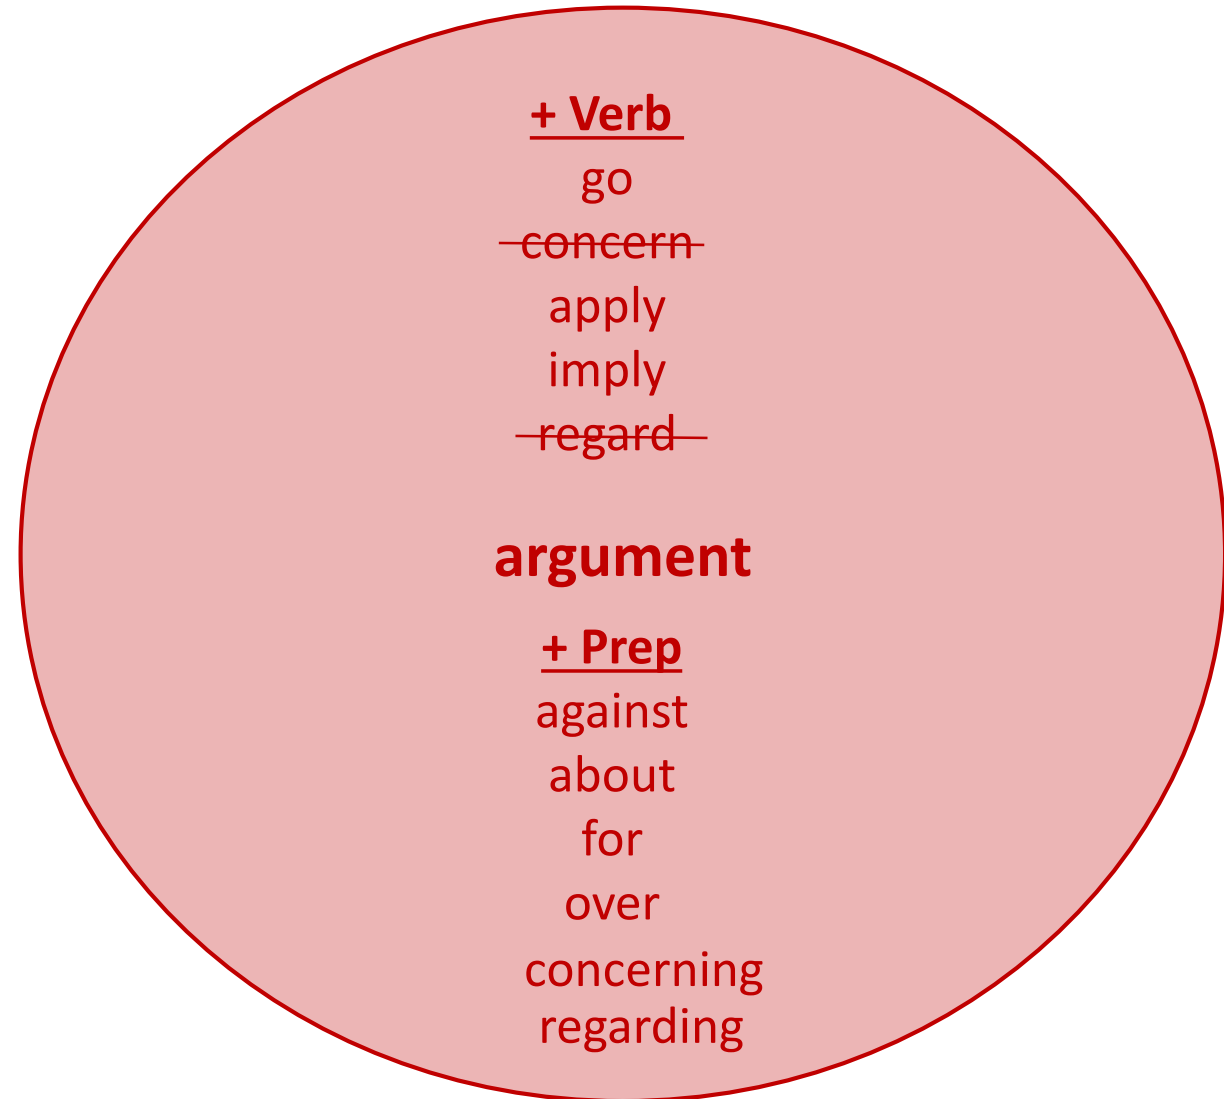 + Verb
go
concern
apply
imply
regard
argument
+ Prep
against
about
for
over
concerning
regarding